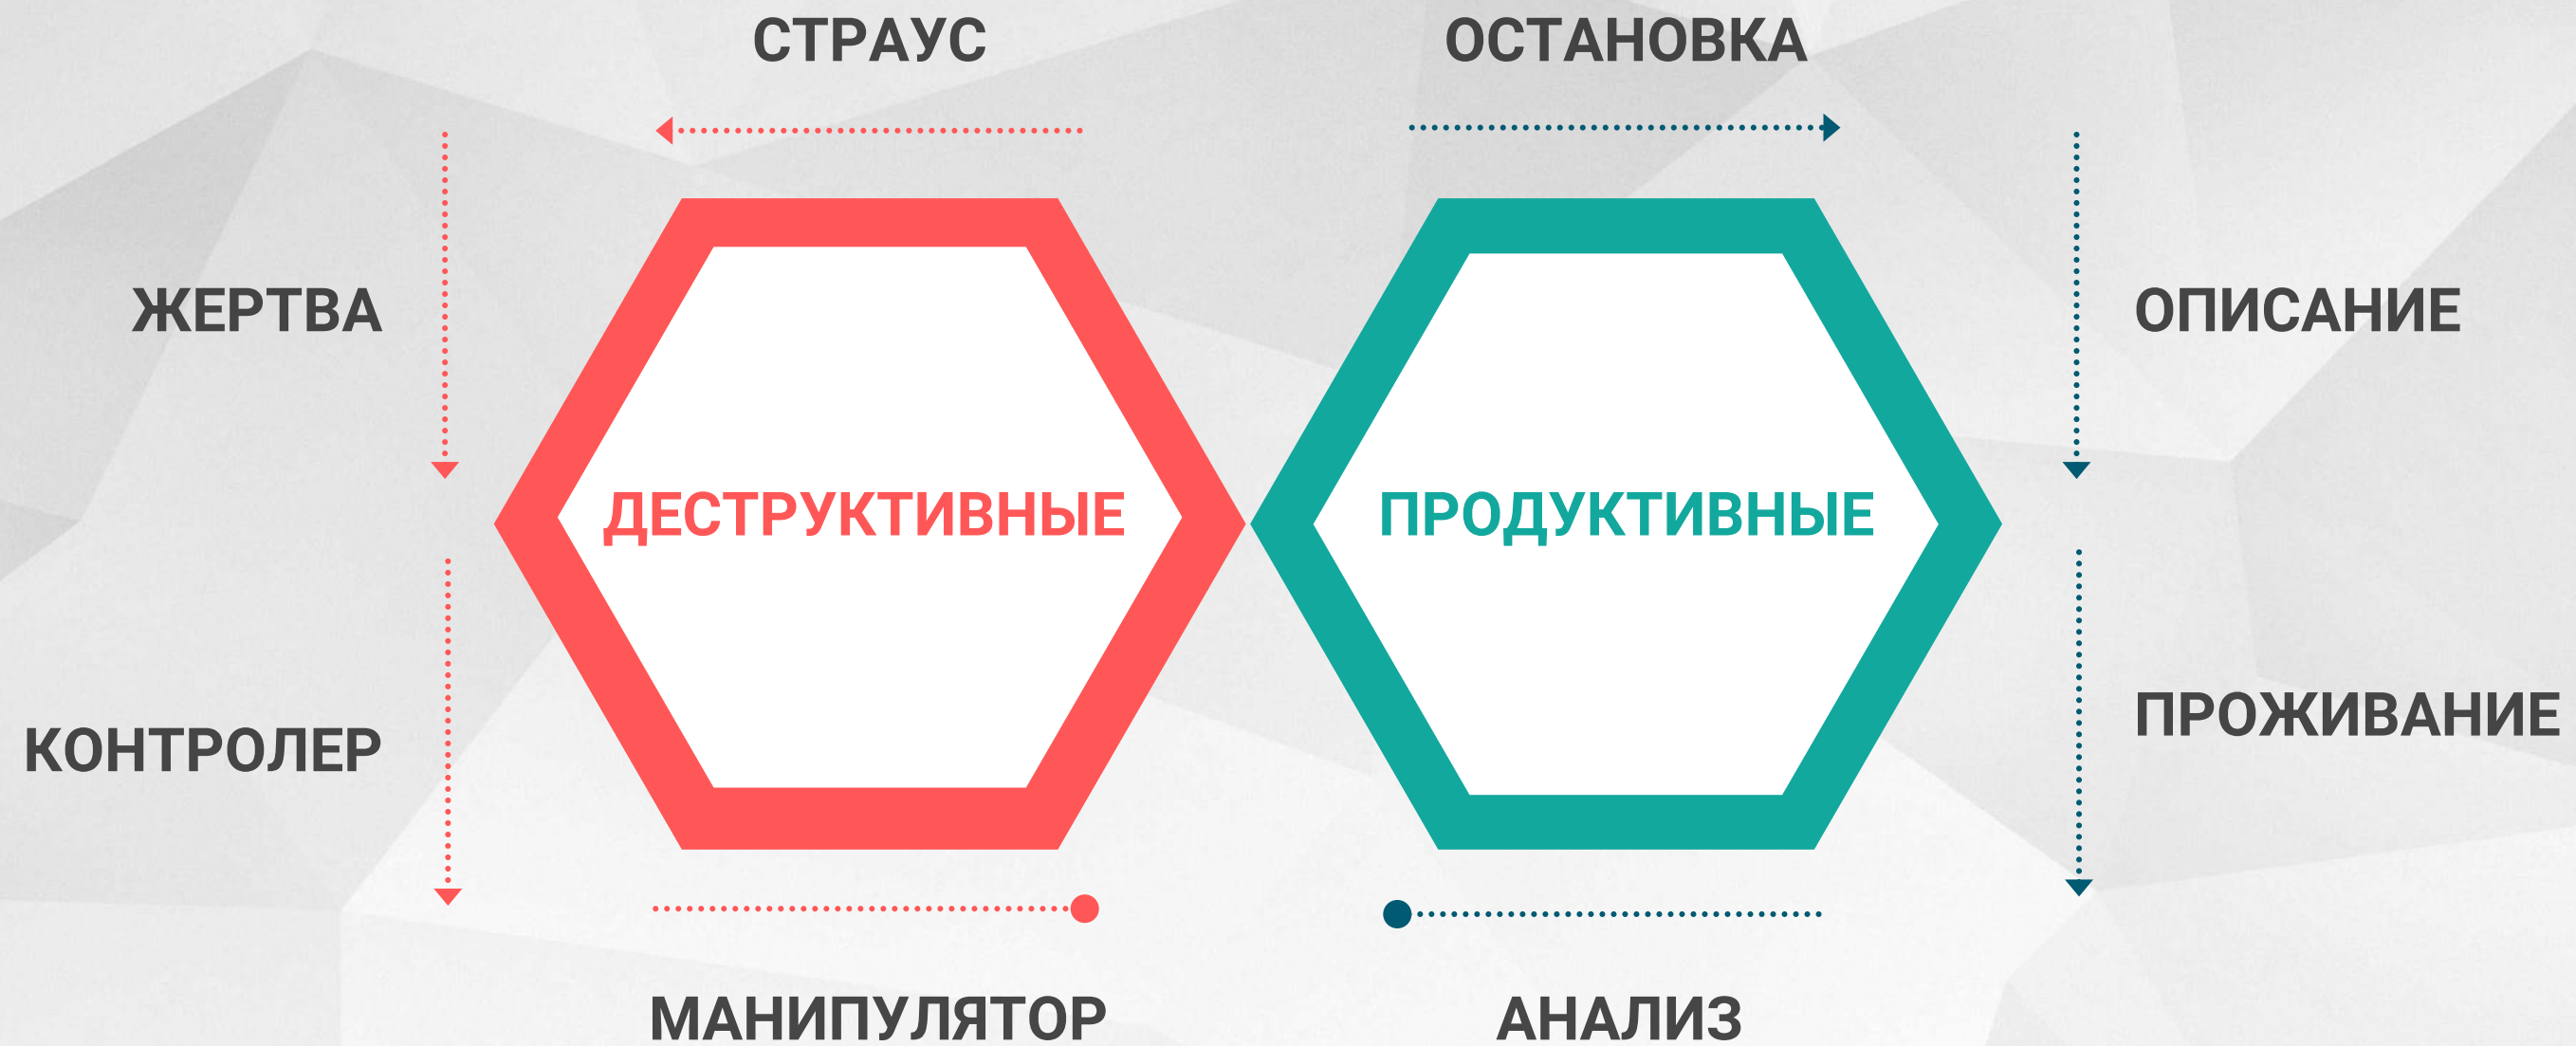 СТРАУС
ОСТАНОВКА
ЖЕРТВА
ОПИСАНИЕ
ДЕСТРУКТИВНЫЕ
ПРОДУКТИВНЫЕ
КОНТРОЛЕР
ПРОЖИВАНИЕ
МАНИПУЛЯТОР
АНАЛИЗ